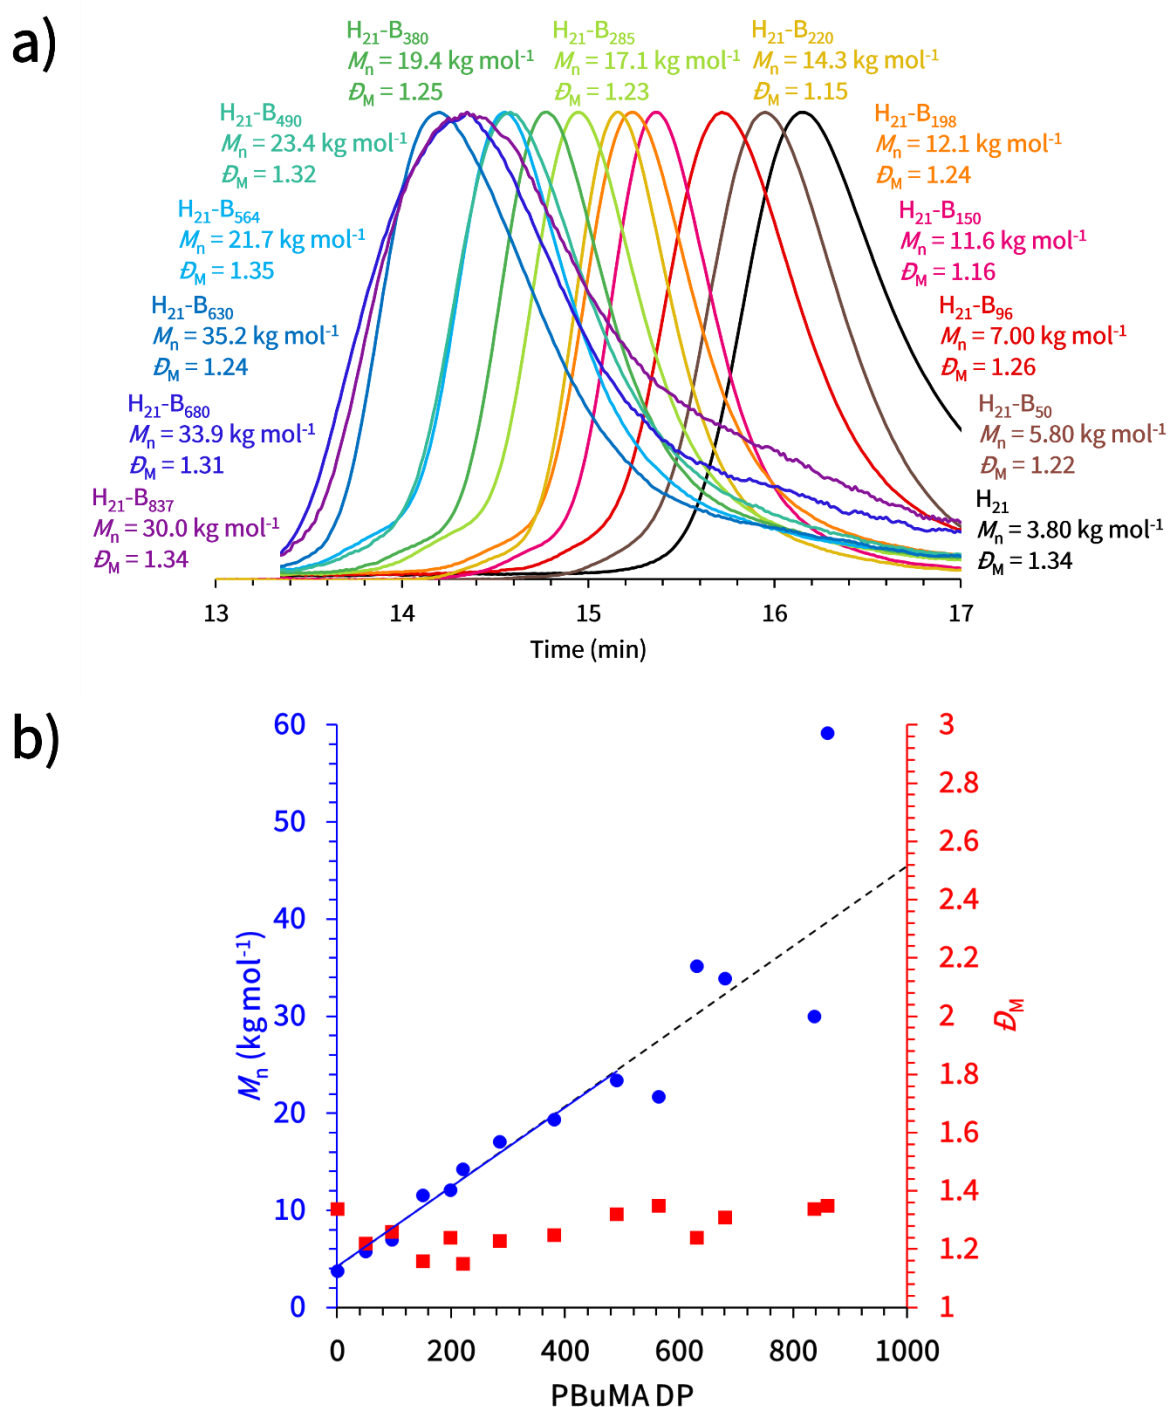 a)
H21-B380
Mn = 19.4 kg mol-1
ĐM = 1.25
H21-B285
Mn = 17.1 kg mol-1
ĐM = 1.23
H21-B220
Mn = 14.3 kg mol-1
ĐM = 1.15
H21-B490
Mn = 23.4 kg mol-1
ĐM = 1.32
H21-B198
Mn = 12.1 kg mol-1
ĐM = 1.24
H21-B564
Mn = 21.7 kg mol-1
ĐM = 1.35
H21-B150
Mn = 11.6 kg mol-1
ĐM = 1.16
H21-B630
Mn = 35.2 kg mol-1
ĐM = 1.24
H21-B96
Mn = 7.00 kg mol-1
ĐM = 1.26
H21-B680
Mn = 33.9 kg mol-1
ĐM = 1.31
H21-B50
Mn = 5.80 kg mol-1
ĐM = 1.22
H21-B837
Mn = 30.0 kg mol-1
ĐM = 1.34
H21
Mn = 3.80 kg mol-1
ĐM = 1.34
13 14 15 16 17
Time (min)
b)
60
50
40
30
20
10
0
Mn (kg mol-1)
3
2.8
2.6
2.4
2.2
2
1.8
1.6
1.4
1.2
1
ĐM
0 200 400 600 800 1000
PBuMA DP